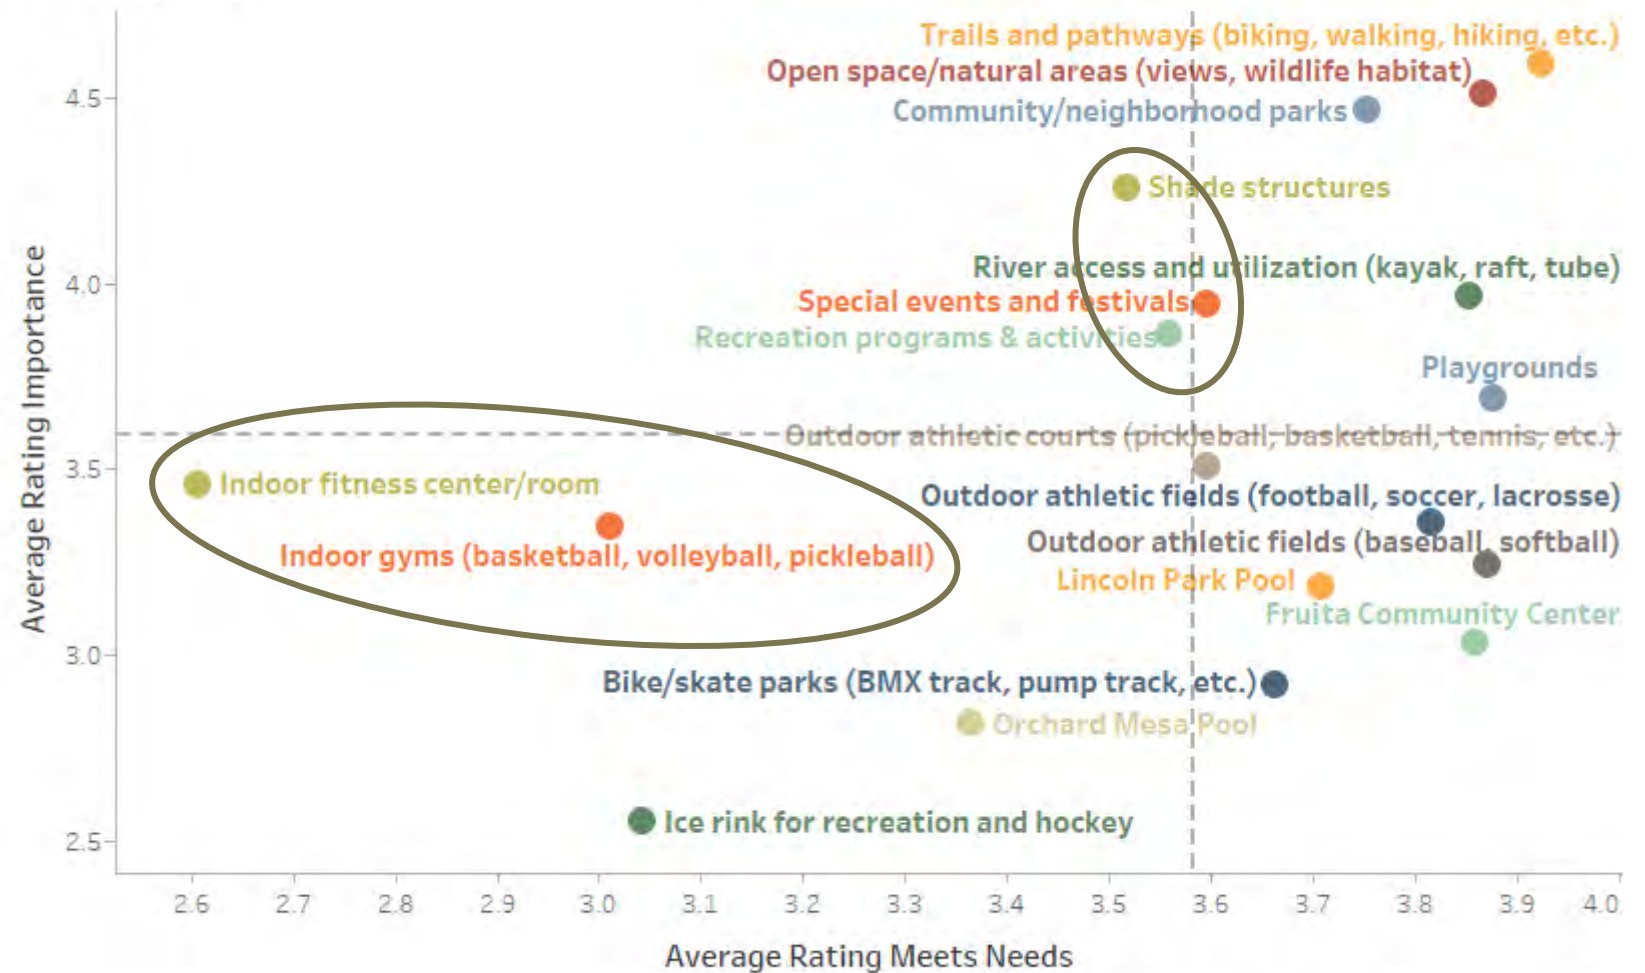 Trails and pathways (biking, walking, hiking, etc.)
Open space/natural areas (views, wildlife habitat)
4.5
Community/neighborhood parks
Shade structures
River access and utilization (kayak, raft, tube)
4.0
Special events and festivals
Recreation programs & activities
Playgrounds
Outdoor athletic courts (pickleball, basketball, tennis, etc.)
Average Rating Importance
3.5
Indoor fitness center/room
Outdoor athletic fields (football, soccer, lacrosse)
Outdoor athletic fields (baseball, softball)
Indoor gyms (basketball, volleyball, pickleball)
Lincoln Park Pool
Fruita Community Center
3.0
Bike/skate parks (BMX track, pump track, etc.)
Orchard Mesa Pool
Ice rink for recreation and hockey
2.5
2.6 2.7 2.8 2.9 3.0 3.1 3.2 3.3 3.4 3.5 3.6 3.7 3.8 3.9 4.0
Average Rating Meets Needs